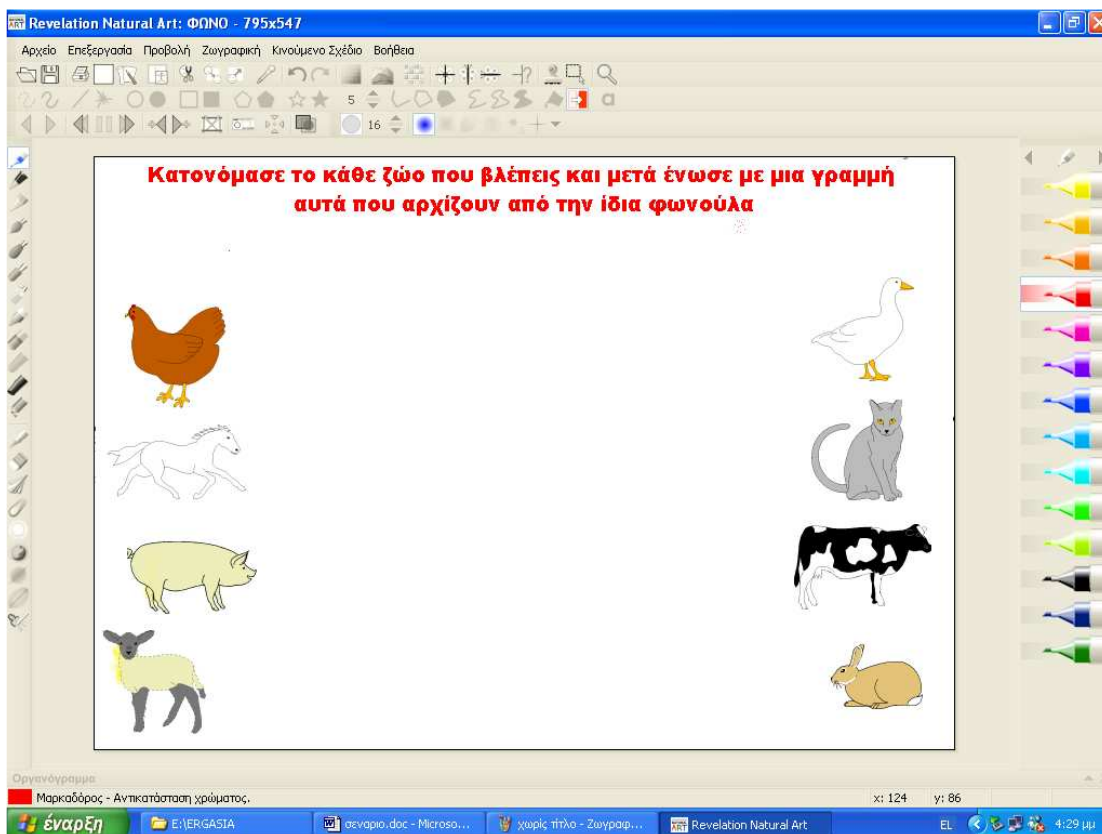 Revelation Natural Art: ΦΩΝΟ - 795x547
Αρχείο Επεξεργασία Προβολή Ζωγραφική Κινούμενο Σχέδιο Βοήθεια
5
16
Κατονόμασε το κάθε ζώο που βλέπεις και μετά ένωσε με μια γραμμή
αυτά που αρχίζουν από την ίδια φωνούλα
Οργανόγραμμα
Μαρκαδόρος - Αντικατάσταση χρώματος. x: 124 y: 86
έναρξη E:\ERGASIA σεναριο.doc - Microso... χωρίς τίτλο - Ζωγραφ... Revelation Natural Art EL 4:29 μμ